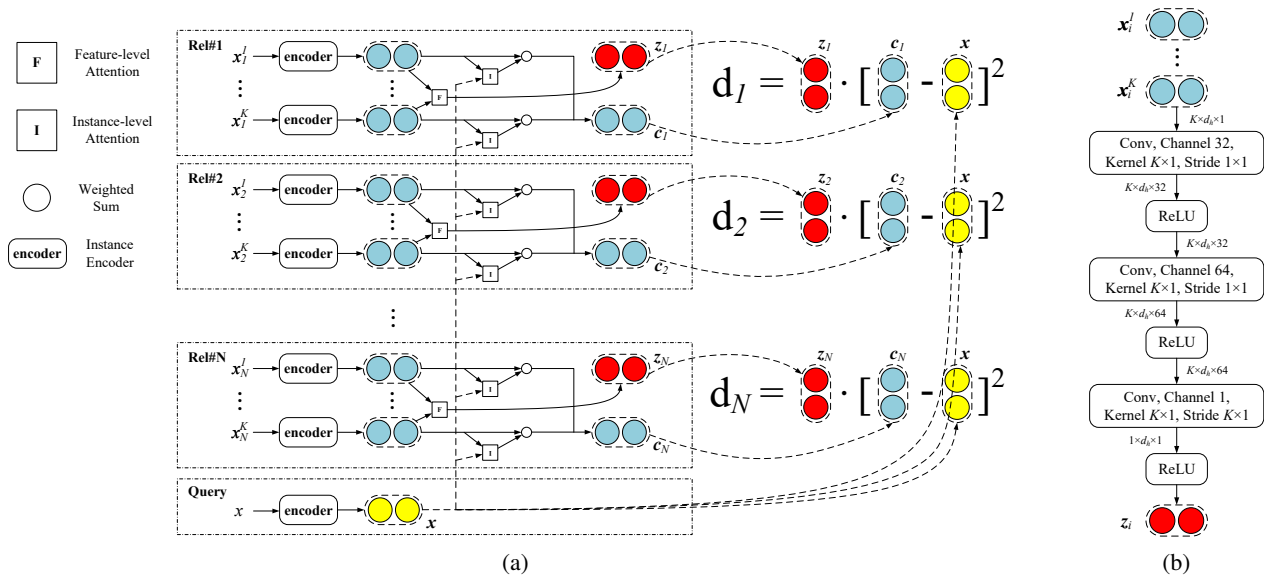 F
Feature-level
Attention
I
Instance-level
Attention
Weighted
Sum
encoder
Instance
Encoder
Rel#1
x_1^1 encoder z_1
I
F
x_1^K encoder c_1
I
Rel#2
x_2^1 encoder z_2
I
F
x_2^K encoder c_2
I
Rel#N
x_N^1 encoder z_N
I
F
x_N^K encoder c_N
I
Query
x encoder x
z_1 c_1 x
d_1 = · [ - ]^2
z_2 c_2 x
d_2 = · [ - ]^2
z_N c_N x
d_N = · [ - ]^2
(a)
x_i^1
x_i^K
K×d_h×1
Conv, Channel 32,
Kernel K×1, Stride 1×1
K×d_h×32
ReLU
K×d_h×32
Conv, Channel 64,
Kernel K×1, Stride 1×1
K×d_h×64
ReLU
K×d_h×64
Conv, Channel 1,
Kernel K×1, Stride K×1
1×d_h×1
ReLU
z_i
(b)